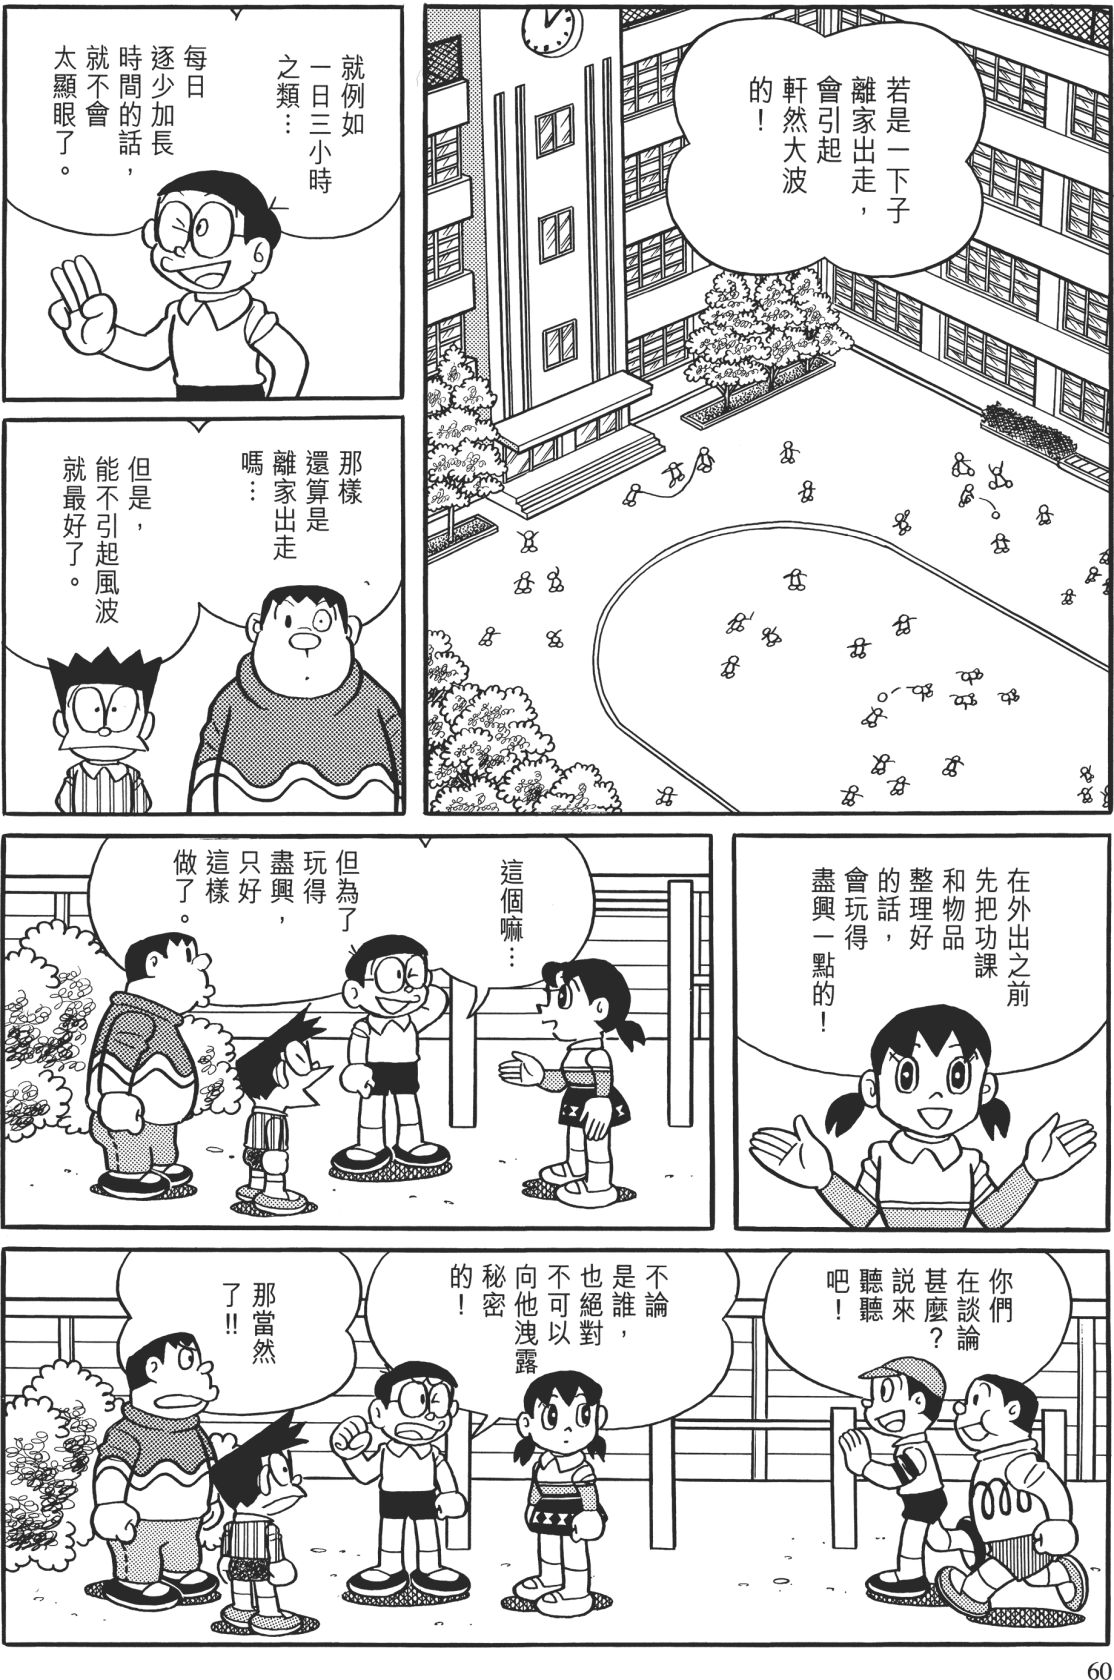 若是一下子
離家出走，
會引起
軒然大波
的！
就例如
一日三小時
之類…
每日
逐少加長
時間的話，
就不會
太顯眼了。
那樣
還算是
離家出走
嗎…
但是，
能不引起風波
就最好了。
在外出之前
先把功課
和物品
整理好
的話，
會玩得
盡興一點的！
這個嘛…
但為了
玩得
盡興，
只好
這樣
做了。
你們
在談論
甚麼？
說來
聽聽
吧！
不論
是誰，
也絕對
不可以
向他洩露
秘密
的！
那當然
了!!
60